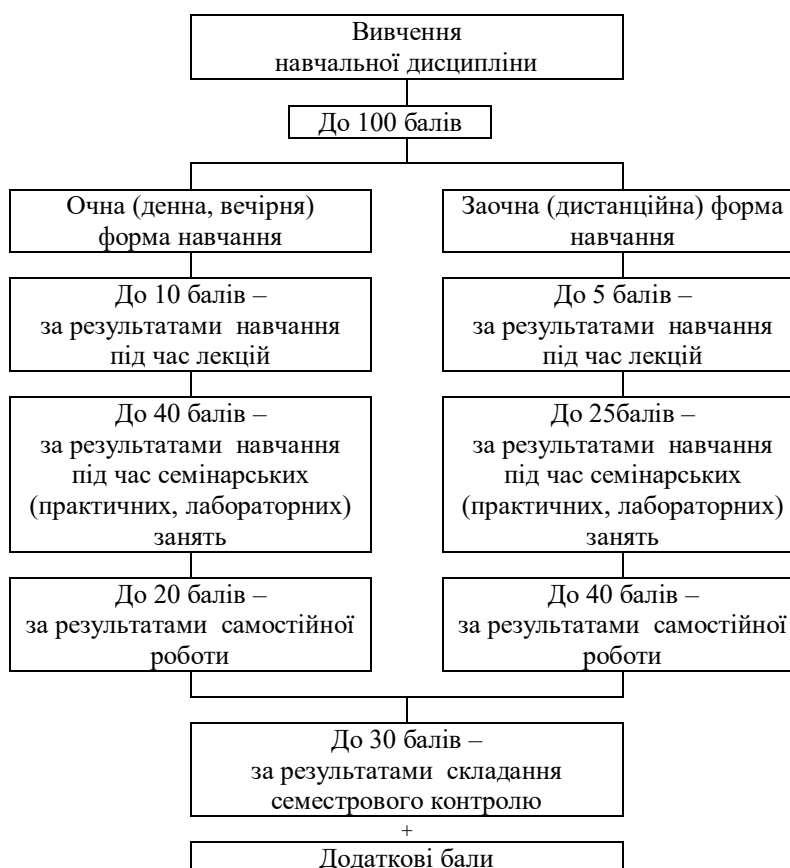 Вивчення
навчальної дисципліни
До 100 балів
Очна (денна, вечірня)
форма навчання
Заочна (дистанційна) форма
навчання
До 10 балів –
за результатами навчання
під час лекцій
До 5 балів –
за результатами навчання
під час лекцій
До 40 балів –
за результатами навчання
під час семінарських
(практичних, лабораторних)
занять
До 25балів –
за результатами навчання
під час семінарських
(практичних, лабораторних)
занять
До 20 балів –
за результатами самостійної
роботи
До 40 балів –
за результатами самостійної
роботи
До 30 балів –
за результатами складання
семестрового контролю
+
Додаткові бали